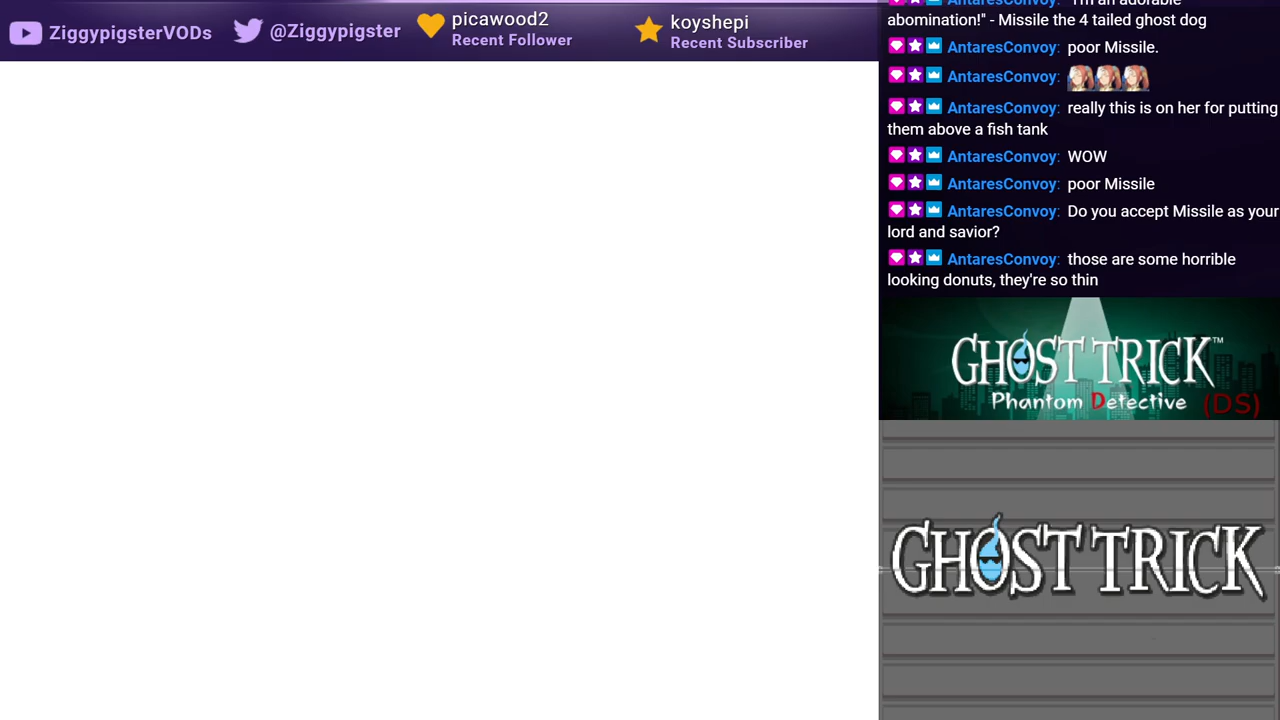 ZiggypigsterVODs
@Ziggypigster
picawood2
Recent Follower
koyshepi
Recent Subscriber
abomination!" - Missile the 4 tailed ghost dog
AntaresConvoy: poor Missile.
AntaresConvoy:
AntaresConvoy: really this is on her for putting
them above a fish tank
AntaresConvoy: WOW
AntaresConvoy: poor Missile
AntaresConvoy: Do you accept Missile as your
lord and savior?
AntaresConvoy: those are some horrible
looking donuts, they're so thin
GHOST TRICK™
Phantom Detective (DS)
GHOST TRICK